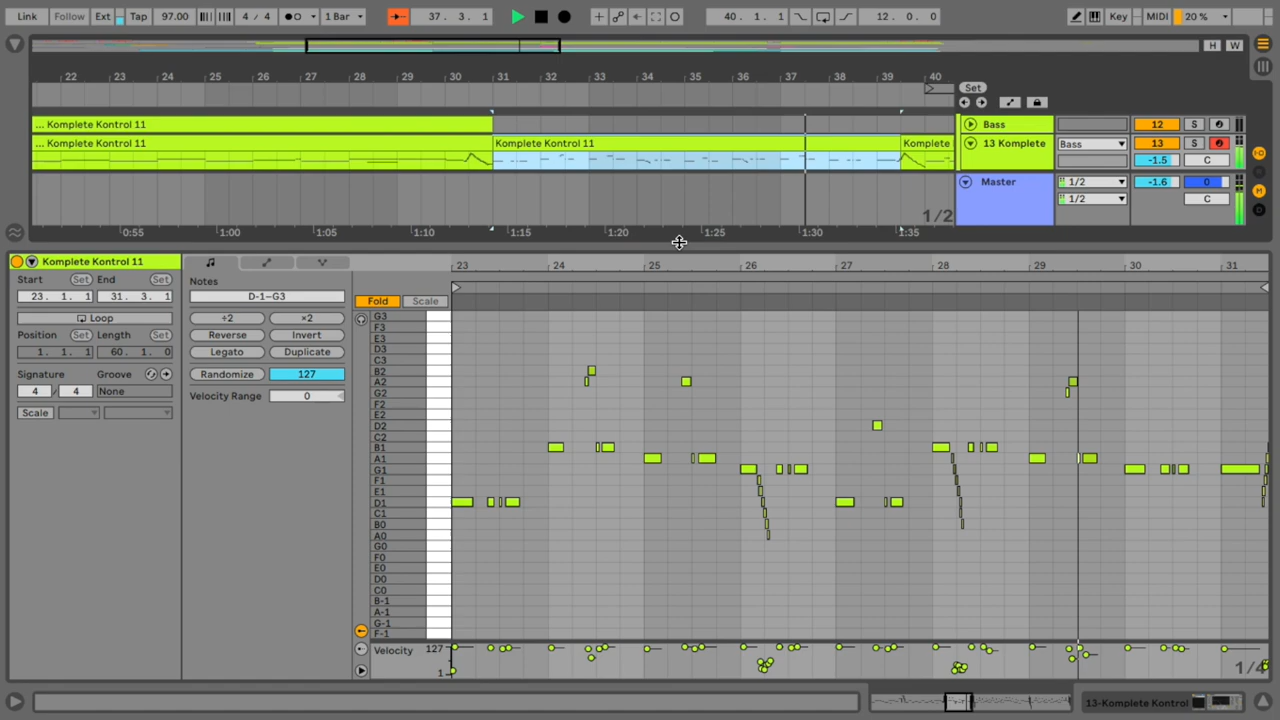 Link Follow Ext Tap 97.00 4 / 4 1 Bar 37. 3. 1 40. 1. 1 12. 0. 0 Key MIDI 20 %
H W
22 23 24 25 26 27 28 29 30 31 32 33 34 35 36 37 38 39 40
Set
... Komplete Kontrol 11 Bass 12 S
... Komplete Kontrol 11 Komplete Kontrol 11 Komplete 13 Komplete Bass 13 S
-1.5 C
Master 1/2 -1.6 0
1/2 C
1/2
0:55 1:00 1:05 1:10 1:15 1:20 1:25 1:30 1:35
Komplete Kontrol 11
23 24 25 26 27 28 29 30 31
Start Set End Set
Notes
23. 1. 1 31. 3. 1
D-1–G3
Fold Scale
Loop
÷2 ×2
Position Set Length Set
Reverse Invert
1. 1. 1 60. 1. 0
Legato Duplicate
Signature Groove
Randomize 127
4 / 4 None
Velocity Range 0
Scale
G3
F3
E3
D3
C3
B2
A2
G2
F2
E2
D2
C2
B1
A1
G1
F1
E1
D1
C1
B0
A0
G0
F0
E0
D0
C0
B-1
A-1
G-1
F-1
Velocity 127
1
1/4
13-Komplete Kontrol